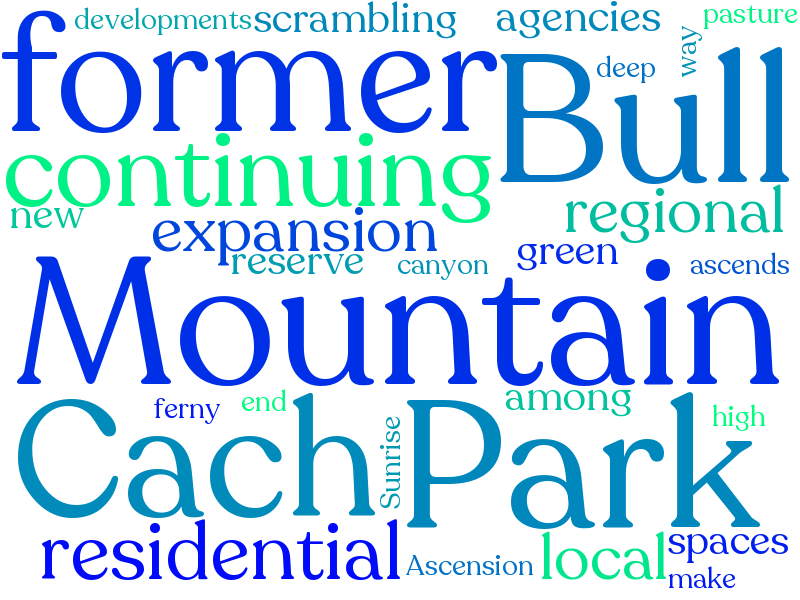 developments scrambling agencies pasture
former Bull deep way
continuing
new expansion regional
reserve canyon green ascends
Mountain
ferny end among high
Cach Sunrise Park
residential Ascension local spaces
make